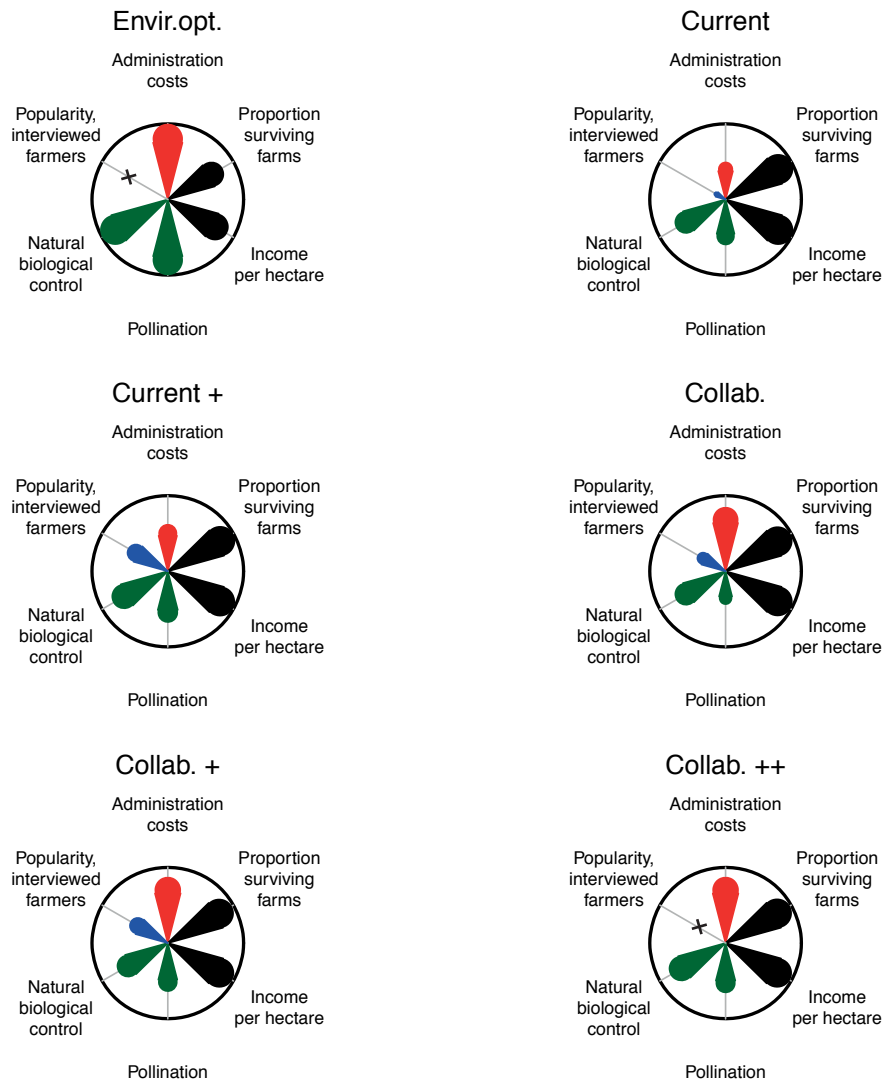 Envir.opt.
Administration
costs
Popularity,
interviewed
farmers
Proportion
surviving
farms
Natural
biological
control
Income
per hectare
Pollination
Current
Administration
costs
Popularity,
interviewed
farmers
Proportion
surviving
farms
Natural
biological
control
Income
per hectare
Pollination
Current +
Administration
costs
Popularity,
interviewed
farmers
Proportion
surviving
farms
Natural
biological
control
Income
per hectare
Pollination
Collab.
Administration
costs
Popularity,
interviewed
farmers
Proportion
surviving
farms
Natural
biological
control
Income
per hectare
Pollination
Collab. +
Administration
costs
Popularity,
interviewed
farmers
Proportion
surviving
farms
Natural
biological
control
Income
per hectare
Pollination
Collab. ++
Administration
costs
Popularity,
interviewed
farmers
Proportion
surviving
farms
Natural
biological
control
Income
per hectare
Pollination